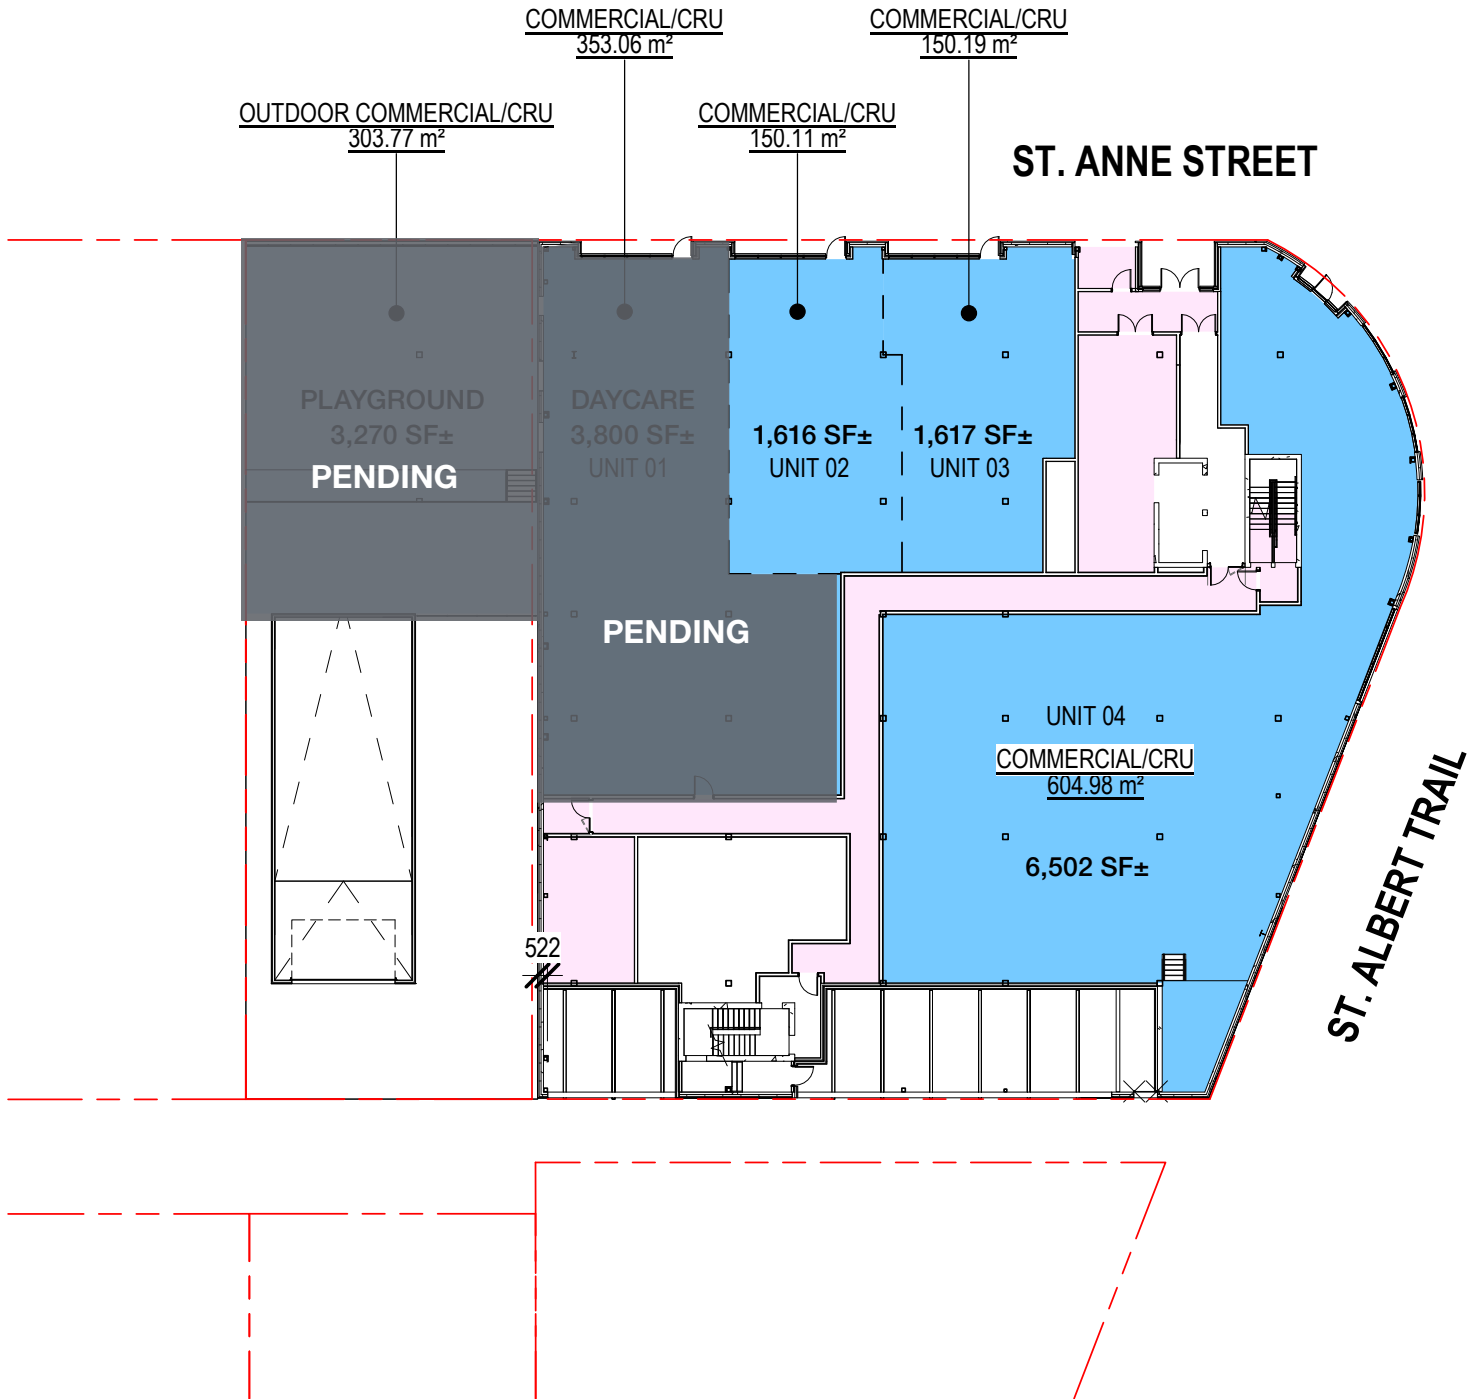 COMMERCIAL/CRU
353.06 m²
COMMERCIAL/CRU
150.19 m²
OUTDOOR COMMERCIAL/CRU
303.77 m²
COMMERCIAL/CRU
150.11 m²
ST. ANNE STREET
PLAYGROUND
3,270 SF±
PENDING
DAYCARE
3,800 SF±
UNIT 01
1,616 SF±
UNIT 02
1,617 SF±
UNIT 03
PENDING
UNIT 04
COMMERCIAL/CRU
604.98 m²
6,502 SF±
ST. ALBERT TRAIL
522